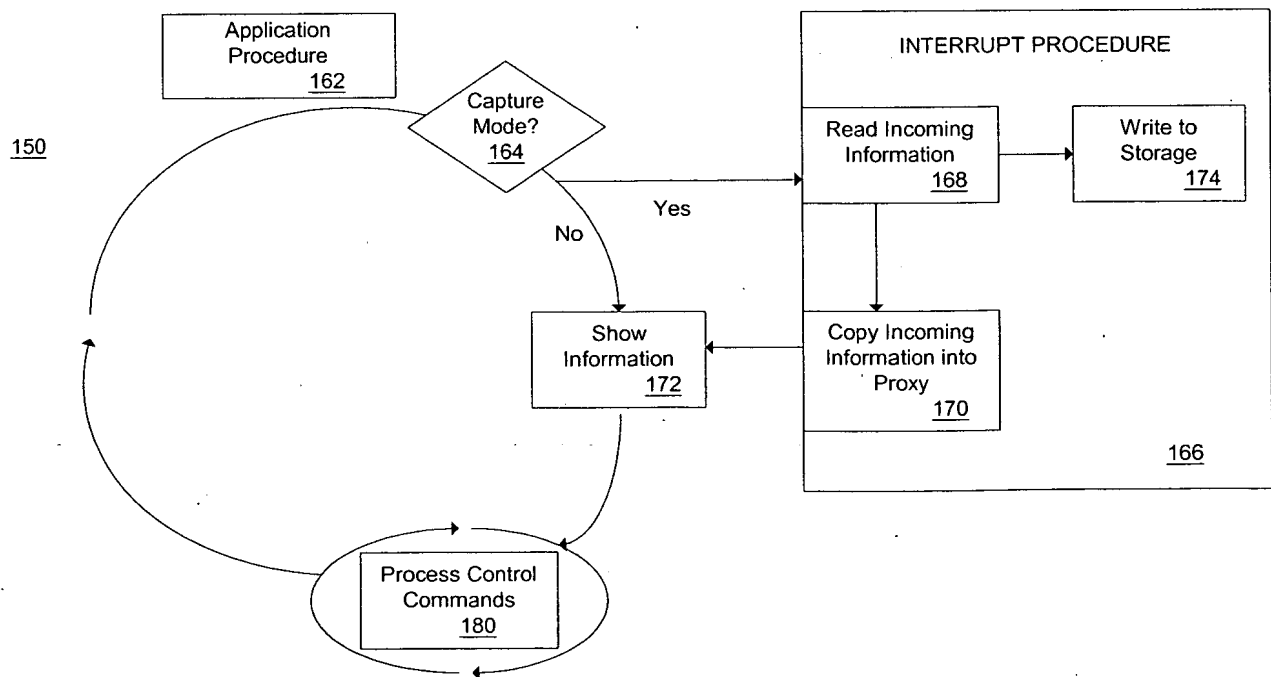 Application
Procedure
162
150
Capture
Mode?
164
Yes
No
INTERRUPT PROCEDURE
Read Incoming
Information
168
Write to
Storage
174
Show
Information
172
Copy Incoming
Information into
Proxy
170
166
Process Control
Commands
180